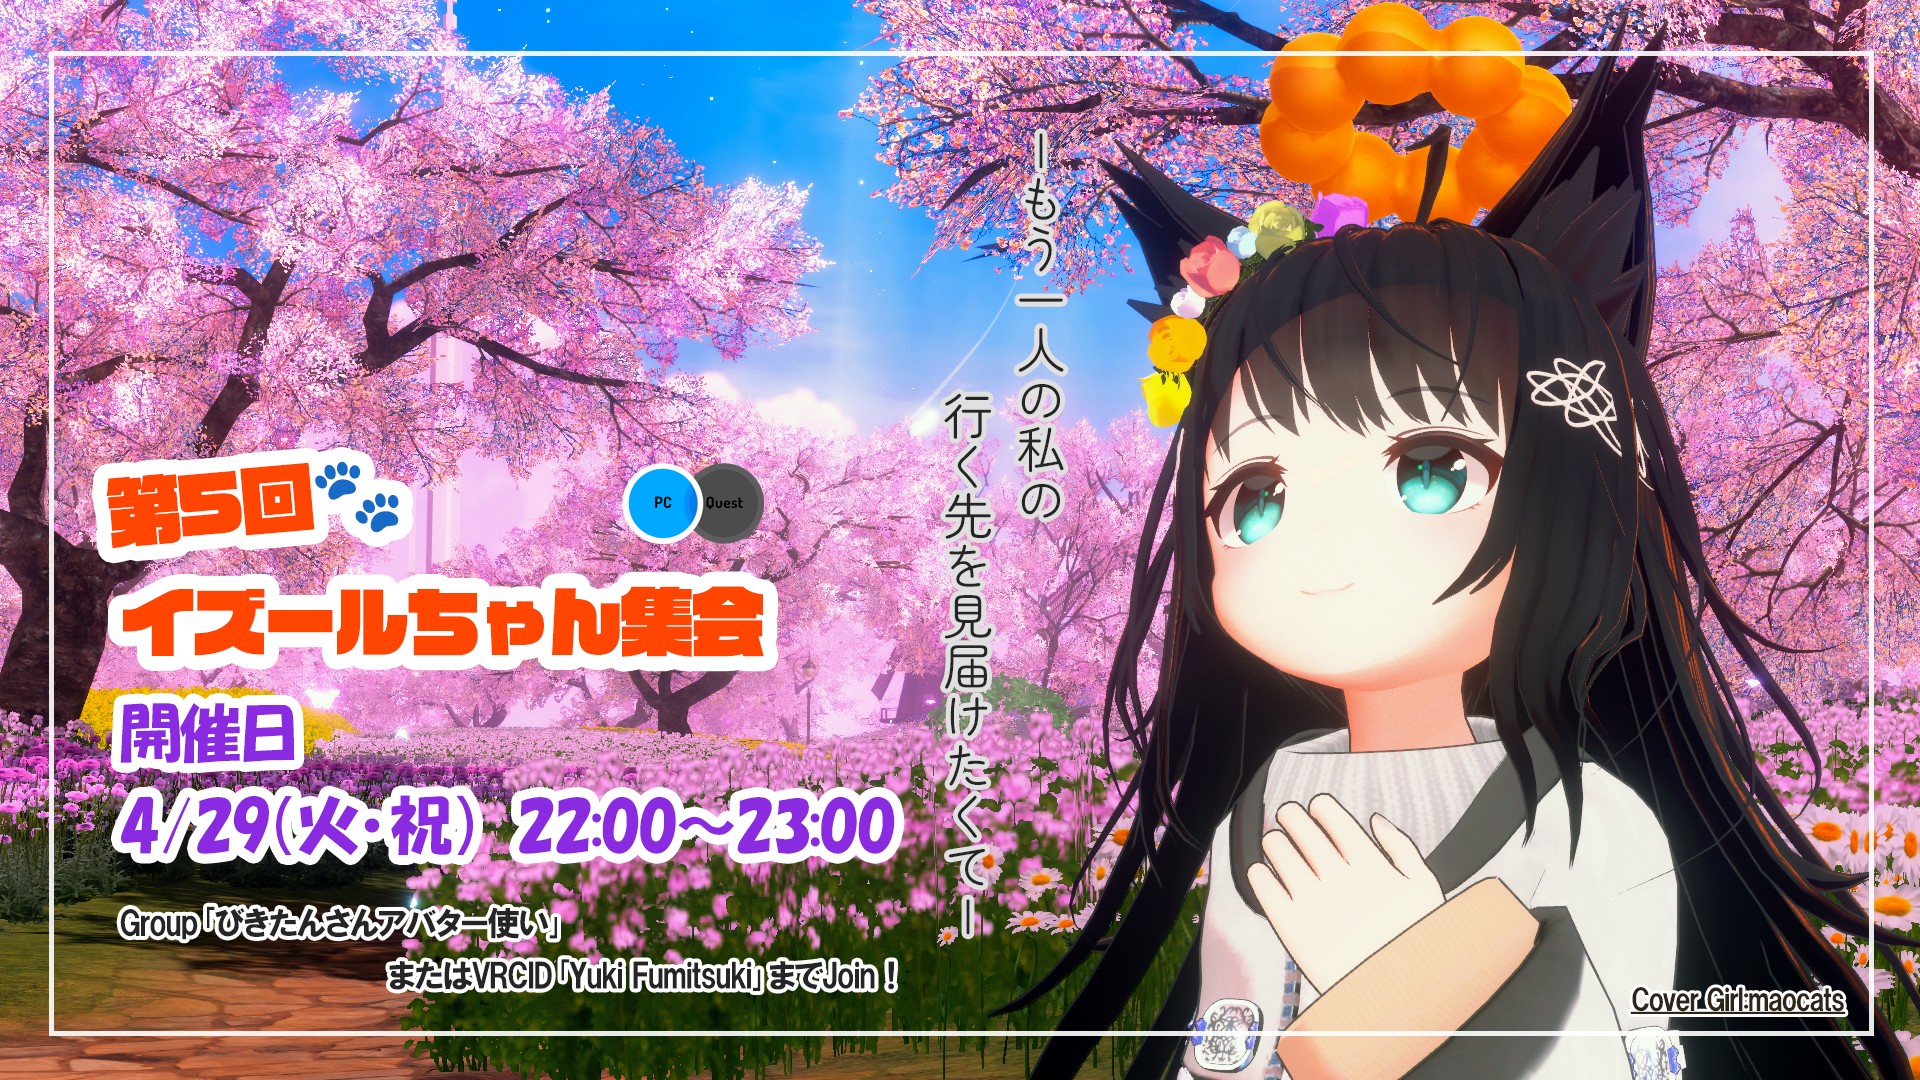 ーもう一人の私の
行く先を見届けたくてー
第5回
PC Quest
イズールちゃん集会
開催日
4/29(火・祝) 22:00～23:00
Group「びきたんさんアバター使い」
またはVRCID「Yuki Fumitsuki」までJoin！
Cover Girl:maocats